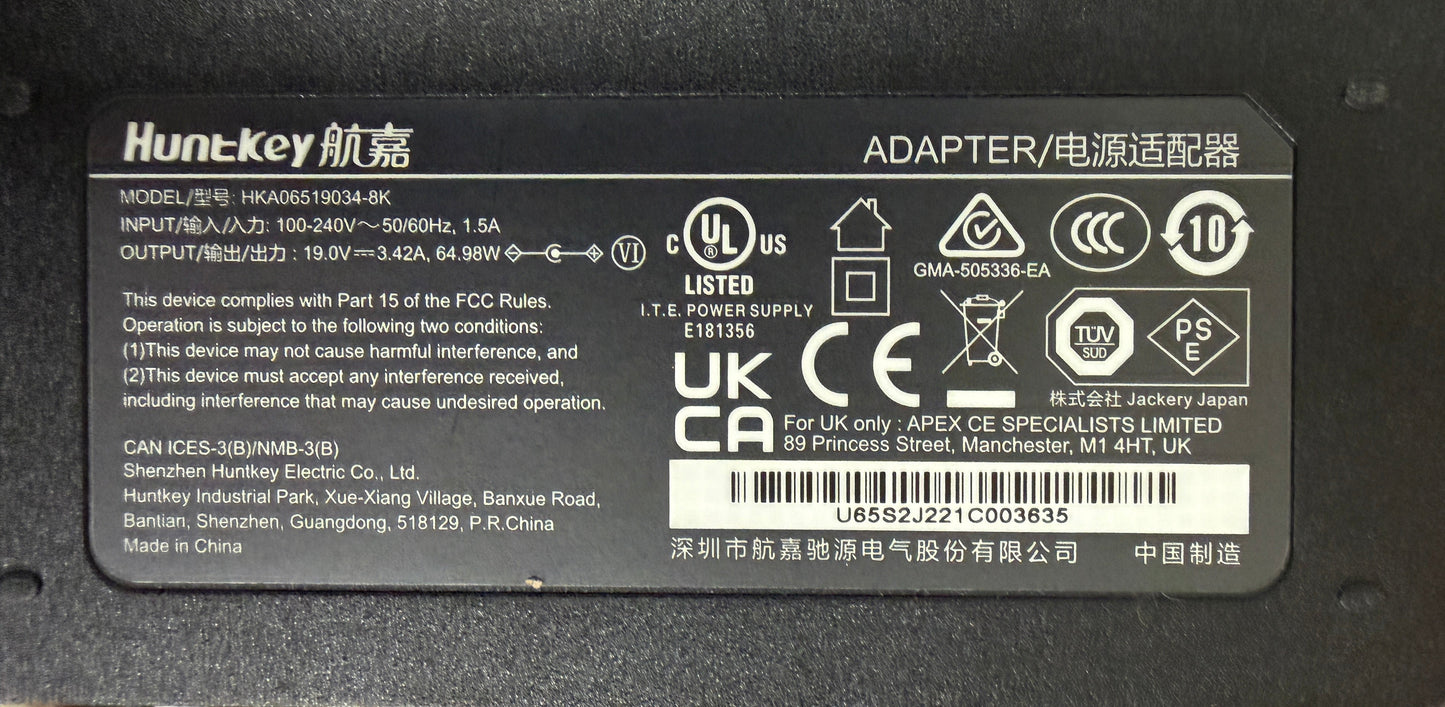 Huntkey 航嘉
ADAPTER/电源适配器
MODEL/型号: HKA06519034-8K
INPUT/输入/入力: 100-240V～50/60Hz, 1.5A
OUTPUT/输出/出力 : 19.0V⎓3.42A, 64.98W
VI
This device complies with Part 15 of the FCC Rules.
Operation is subject to the following two conditions:
(1)This device may not cause harmful interference, and
(2)This device must accept any interference received,
including interference that may cause undesired operation.
CAN ICES-3(B)/NMB-3(B)
Shenzhen Huntkey Electric Co., Ltd.
Huntkey Industrial Park, Xue-Xiang Village, Banxue Road,
Bantian, Shenzhen, Guangdong, 518129, P.R.China
Made in China
C UL® US
LISTED
I.T.E. POWER SUPPLY
E181356
GMA-505336-EA
CCC
10
UK
CA
CE
TÜV
SUD
PS
E
株式会社 Jackery Japan
For UK only : APEX CE SPECIALISTS LIMITED
89 Princess Street, Manchester, M1 4HT, UK
U65S2J221C003635
深圳市航嘉驰源电气股份有限公司 中国制造